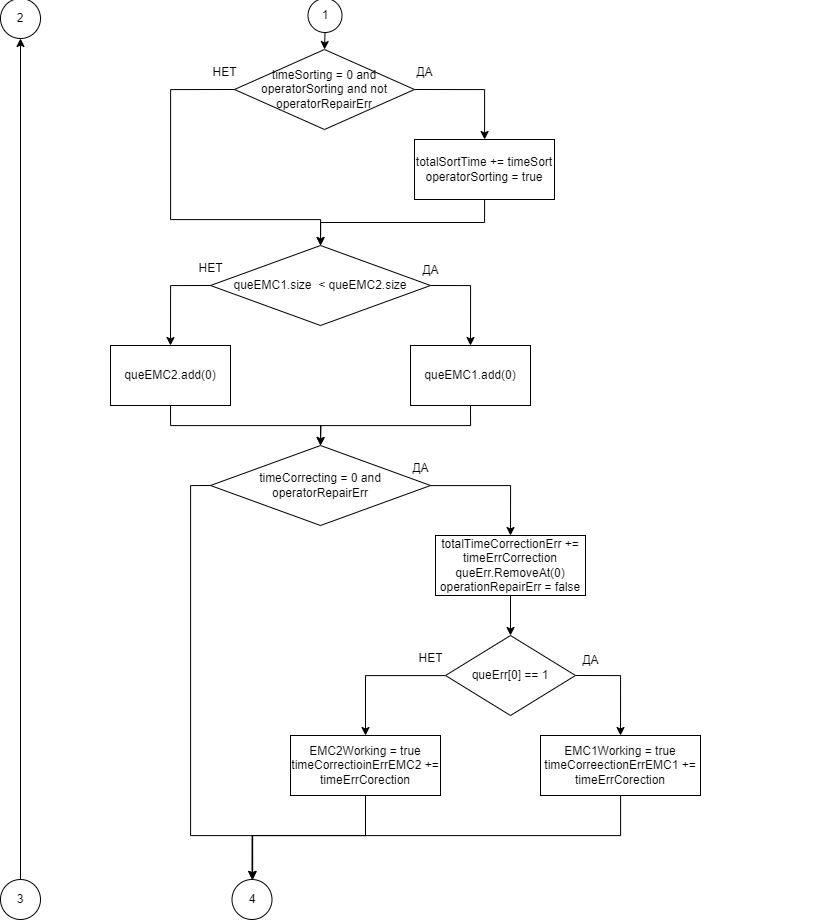 2
1
НЕТ
ДА
timeSorting = 0 and
operatorSorting and not
operatorRepairErr
totalSortTime += timeSort
operatorSorting = true
НЕТ
ДА
queEMC1.size < queEMC2.size
queEMC2.add(0)
queEMC1.add(0)
ДА
timeCorrecting = 0 and
operatorRepairErr
totalTimeCorrectionErr +=
timeErrCorrection
queErr.RemoveAt(0)
operationRepairErr = false
НЕТ
ДА
queErr[0] == 1
EMC2Working = true
timeCorrectioinErrEMC2 +=
timeErrCorection
EMC1Working = true
timeCorreectionErrEMC1 +=
timeErrCorection
3
4